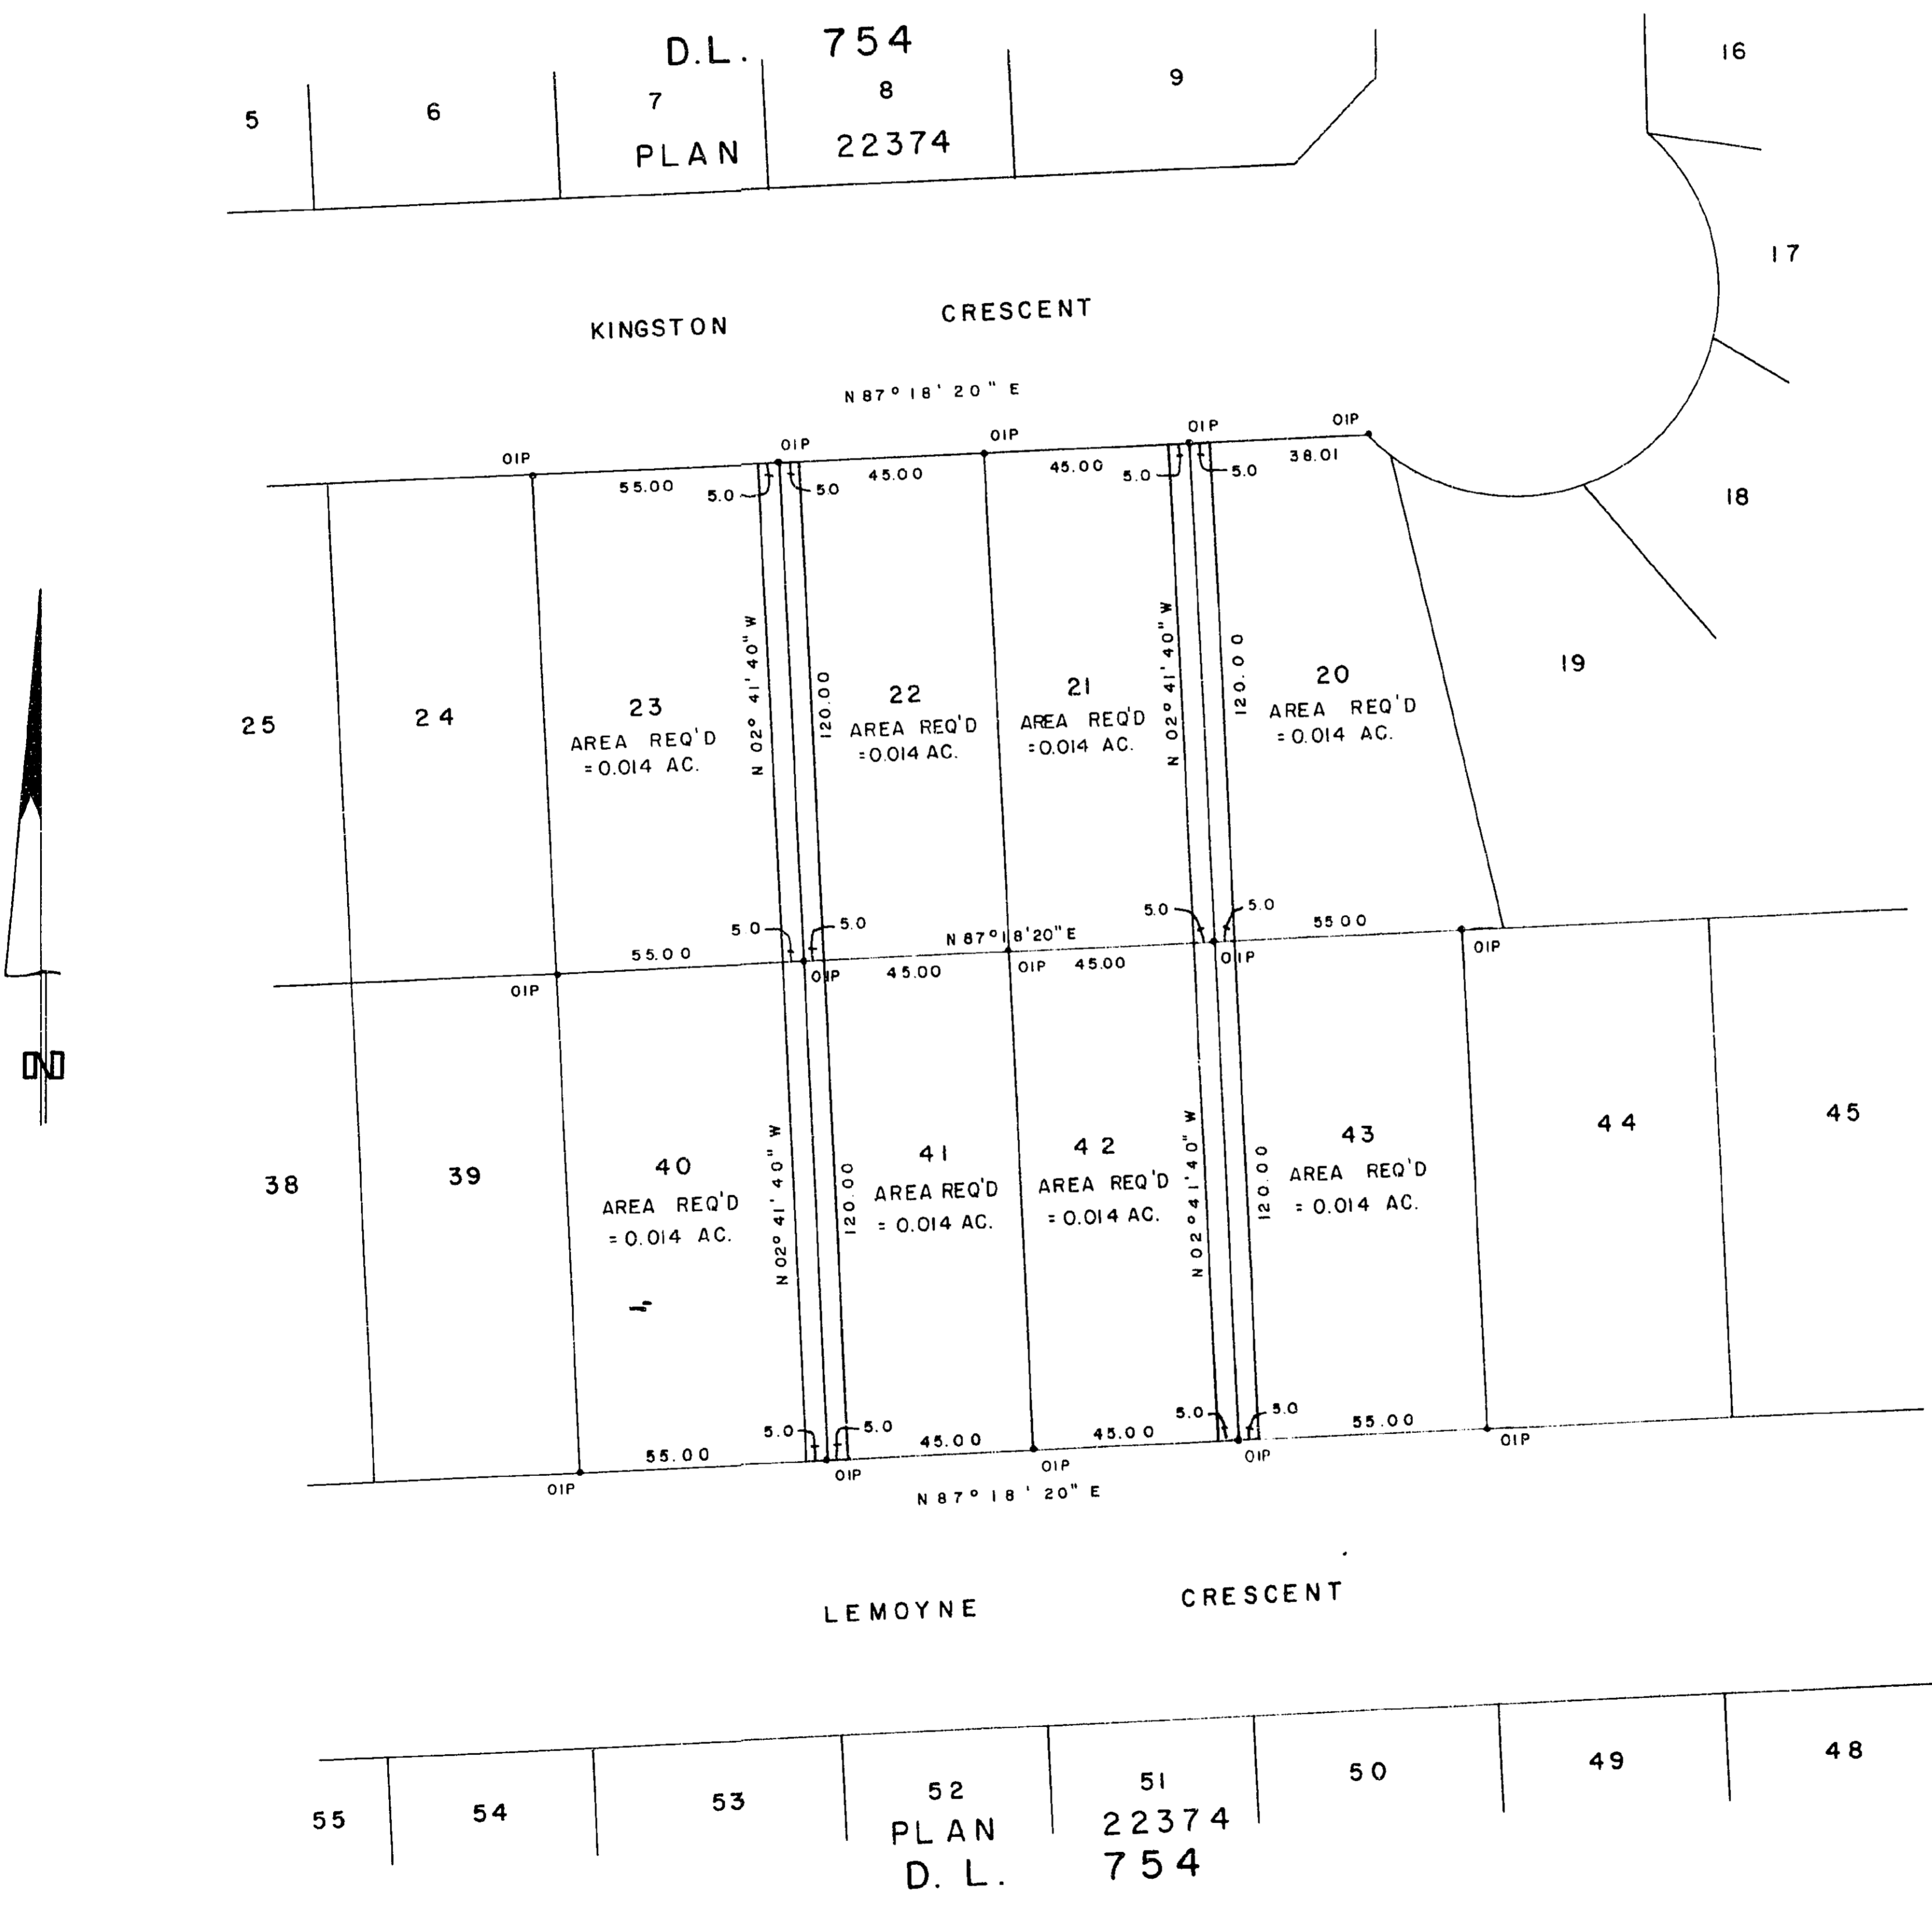 D.L. 754
5 6 7 8 9 16
PLAN 22374
17
KINGSTON CRESCENT
N 87° 18' 20" E
OIP OIP OIP OIP OIP
55.00 5.0 5.0 45.00 45.00 5.0 5.0 38.01
18
25 24 23 22 21 20 19
AREA REQ'D
=0.014 AC.
N 02° 41' 40" W
120.00
AREA REQ'D
=0.014 AC.
AREA REQ'D
=0.014 AC.
N 02° 41' 40" W
120.00
AREA REQ'D
=0.014 AC.
5.0 5.0 5.0 5.0
55.00 N 87° 18' 20" E 55.00
OIP OIP 45.00 OIP 45.00 OIP OIP
38 39 40 41 42 43 44 45
AREA REQ'D
= 0.014 AC.
N 02° 41' 40" W
120.00
AREA REQ'D
= 0.014 AC.
AREA REQ'D
= 0.014 AC.
N 02° 41' 40" W
120.00
AREA REQ'D
= 0.014 AC.
N
55.00 5.0 5.0 45.00 45.00 5.0 5.0 55.00
OIP OIP OIP OIP OIP
N 87° 18' 20" E
LEMOYNE CRESCENT
55 54 53 52 51 50 49 48
PLAN 22374
D. L. 754